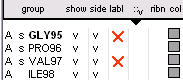 group show side labl ::v ribn col
A s GLY95
A s PRO96
A s VAL97
A ILE98